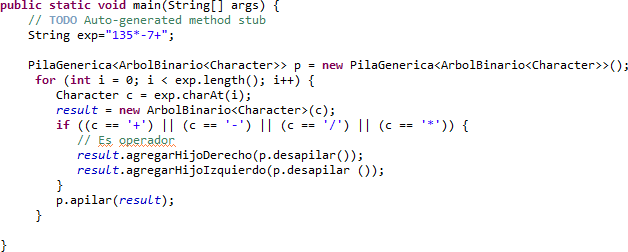 public static void main(String[] args) {
// TODO Auto-generated method stub
String exp="135*-7+";
PilaGenerica<ArbolBinario<Character>> p = new PilaGenerica<ArbolBinario<Character>>();
for (int i = 0; i < exp.length(); i++) {
Character c = exp.charAt(i);
result = new ArbolBinario<Character>(c);
if ((c == '+') || (c == '-') || (c == '/') || (c == '*')) {
// Es operador
result.agregarHijoDerecho(p.desapilar());
result.agregarHijoIzquierdo(p.desapilar ());
}
p.apilar(result);
}
}